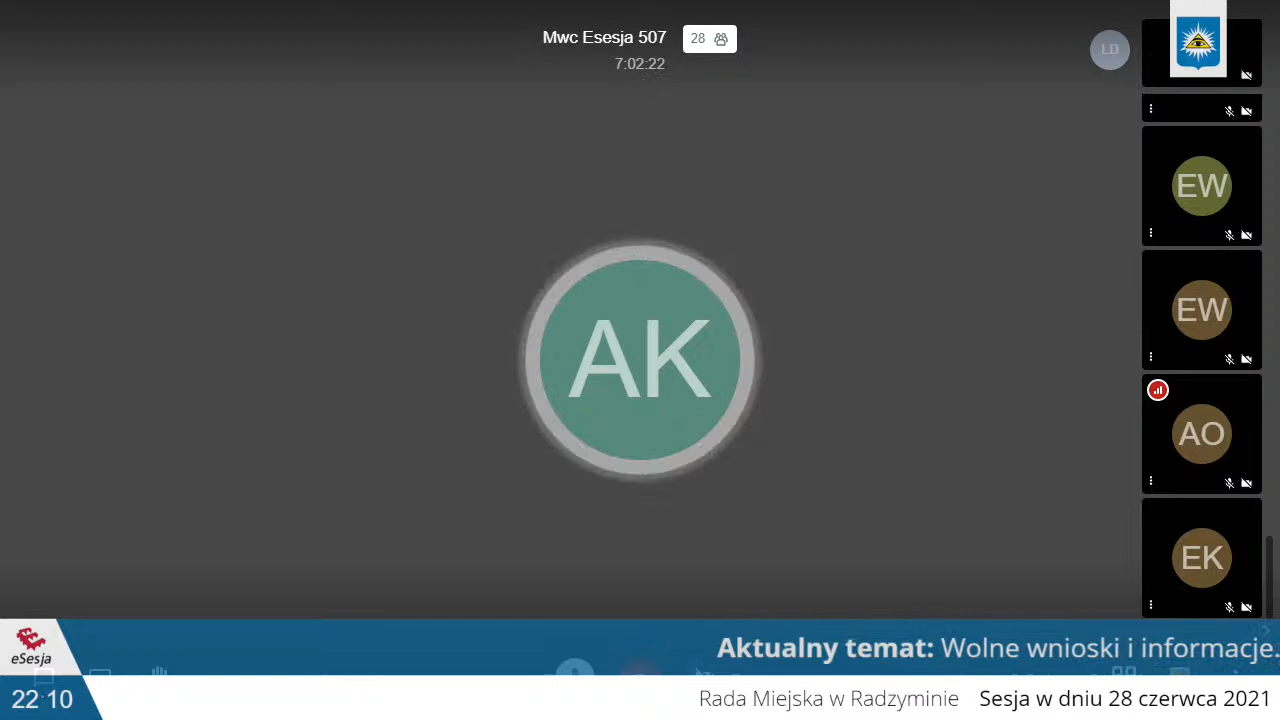 Mwc Esesja 507
28
7:02:22
LD
EW
EW
AK
AO
EK
Aktualny temat: Wolne wnioski i informacje.
eSesja
22 10
Rada Miejska w Radzyminie
Sesja w dniu 28 czerwca 2021